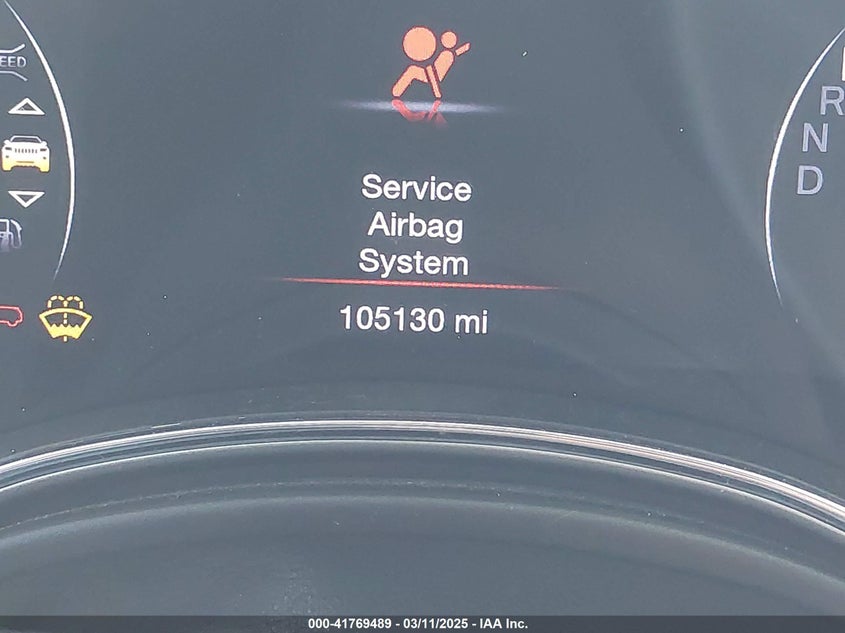 EED
R
N
D
Service
Airbag
System
105130 mi
000-41769489 - 03/11/2025 - IAA Inc.